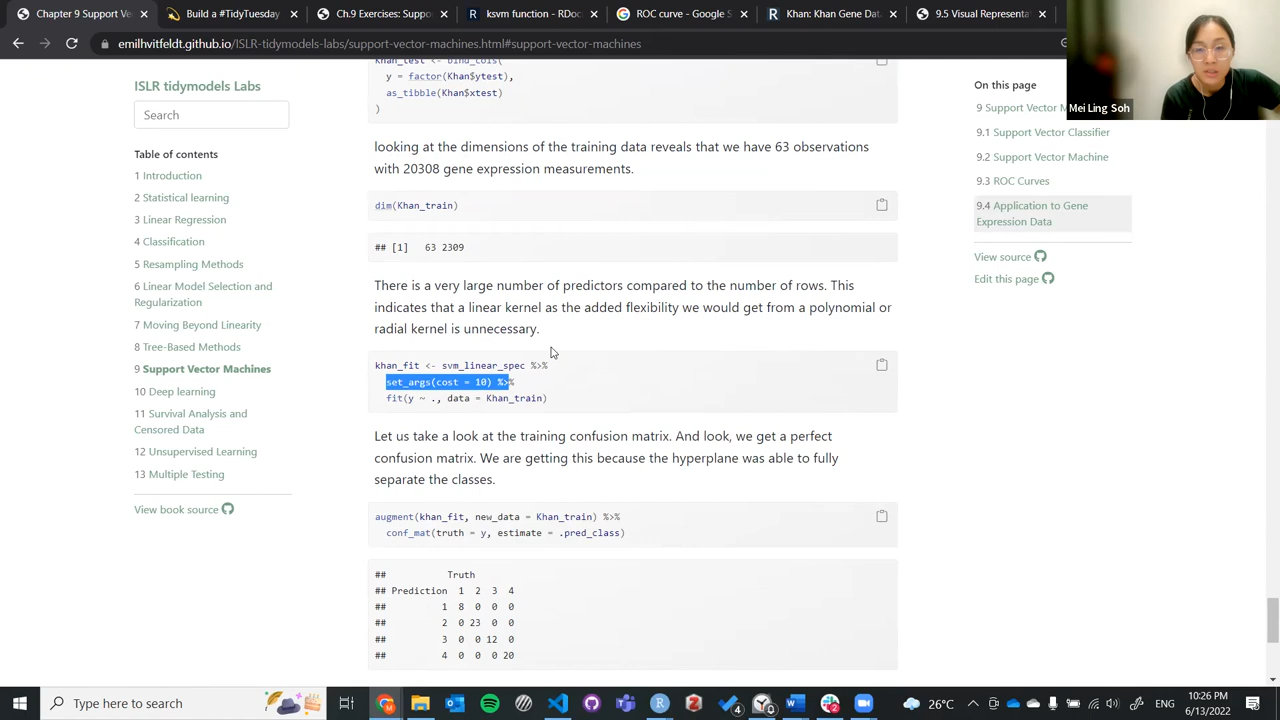 Chapter 9 Support
University of Wash
Ch.9 Exercises: Suppor
ksvm function - RDoc
ROC curve - Google S
Khan: Khan Gene Dat
9.5 Visual Represental
emilhvitfeldt.github.io/ISLR-tidymodels-labs/support-vector-machines.html#support-vector-machines
Mei Ling Soh
ISLR tidymodels Labs
Search
Table of contents
1 Introduction
2 Statistical learning
3 Linear Regression
4 Classification
5 Resampling Methods
6 Linear Model Selection and
Regularization
7 Moving Beyond Linearity
8 Tree-Based Methods
9 Support Vector Machines
10 Deep learning
11 Survival Analysis and
Censored Data
12 Unsupervised Learning
13 Multiple Testing
View book source
khan_test <- bind_cols(
y = factor(Khan$ytest),
as_tibble(Khan$xtest)
)
looking at the dimensions of the training data reveals that we have 63 observations
with 20308 gene expression measurements.
dim(Khan_train)
## [1]   63 2309
There is a very large number of predictors compared to the number of rows. This
indicates that a linear kernel as the added flexibility we would get from a polynomial or
radial kernel is unnecessary.
khan_fit <- svm_linear_spec %>%
set_args(cost = 10) %>%
fit(y ~ ., data = Khan_train)
Let us take a look at the training confusion matrix. And look, we get a perfect
confusion matrix. We are getting this because the hyperplane was able to fully
separate the classes.
augment(khan_fit, new_data = Khan_train) %>%
conf_mat(truth = y, estimate = .pred_class)
##           Truth
## Prediction  1  2  3  4
##          1  8  0  0  0
##          2  0 23  0  0
##          3  0  0 12  0
##          4  0  0  0 20
On this page
9 Support Vector M
9.1 Support Vector Classifier
9.2 Support Vector Machine
9.3 ROC Curves
9.4 Application to Gene
Expression Data
View source
Edit this page
Type here to search
4
0
2
26°C
ENG
10:26 PM
6/13/2022